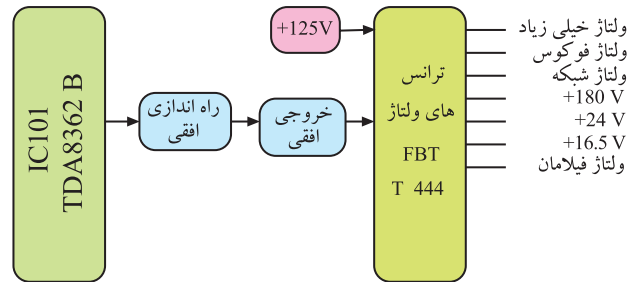 IC101
TDA8362 B
راه اندازی
افقی
خروجی
افقی
+125V
ترانس
های ولتاژ
FBT
T 444
ولتاژ خیلی زیاد
ولتاژ فوکوس
ولتاژ شبکه
+180 V
+24 V
+16.5 V
ولتاژ فیلامان